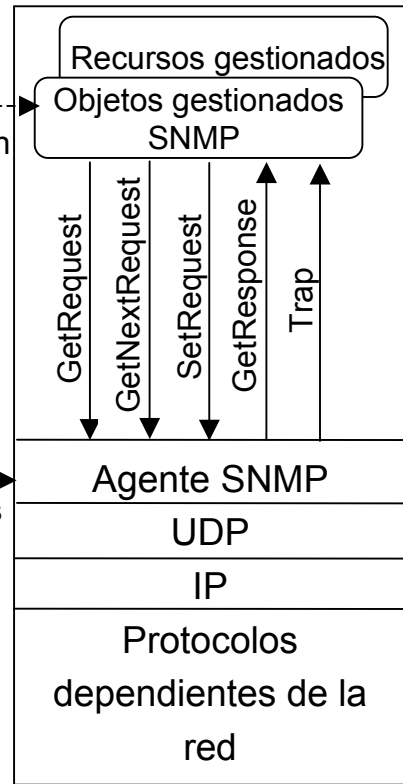 Recursos gestionados
Objetos gestionados
SNMP
n
GetRequest
GetNextRequest
SetRequest
GetResponse
Trap
Agente SNMP
s
UDP
IP
Protocolos
dependientes de la
red